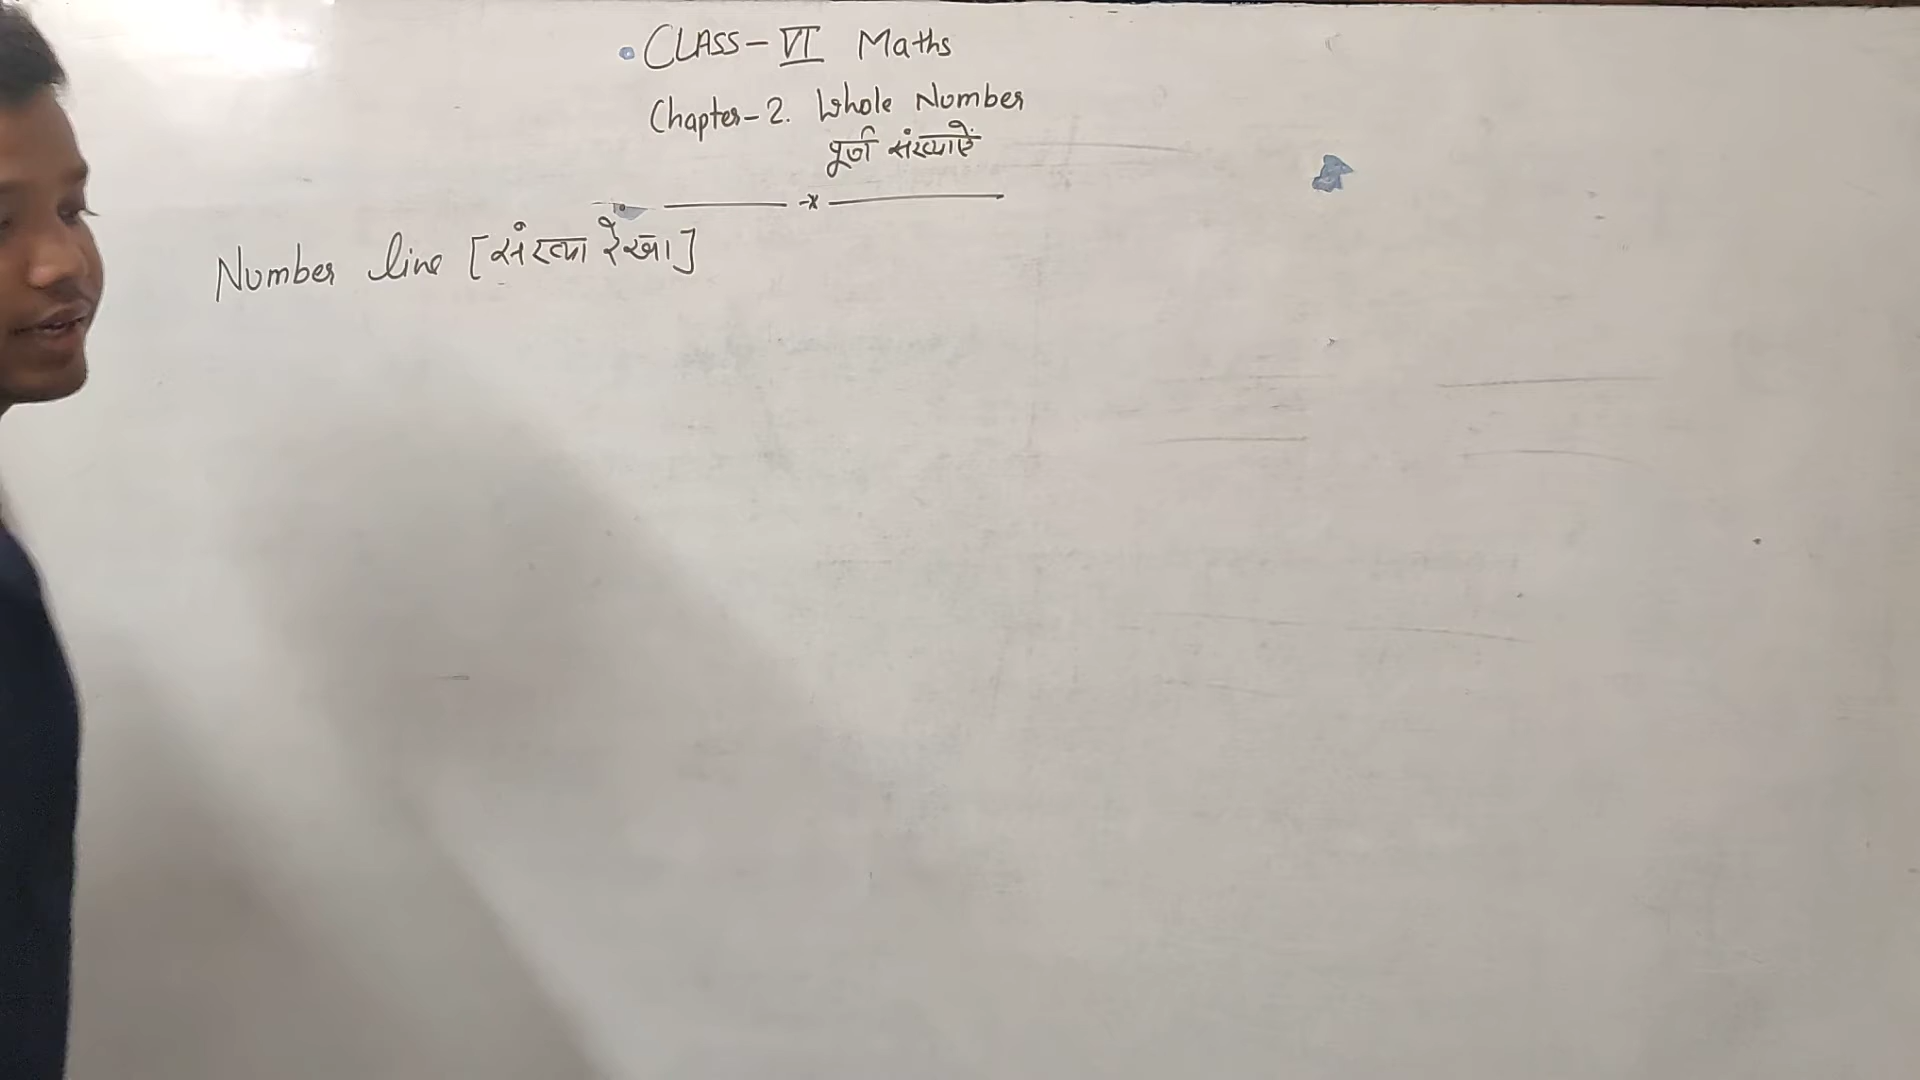 CLASS-VI Maths
Chapter-2. Whole Number
पूर्ण संख्याऐं
Number line [संख्या रेखा]